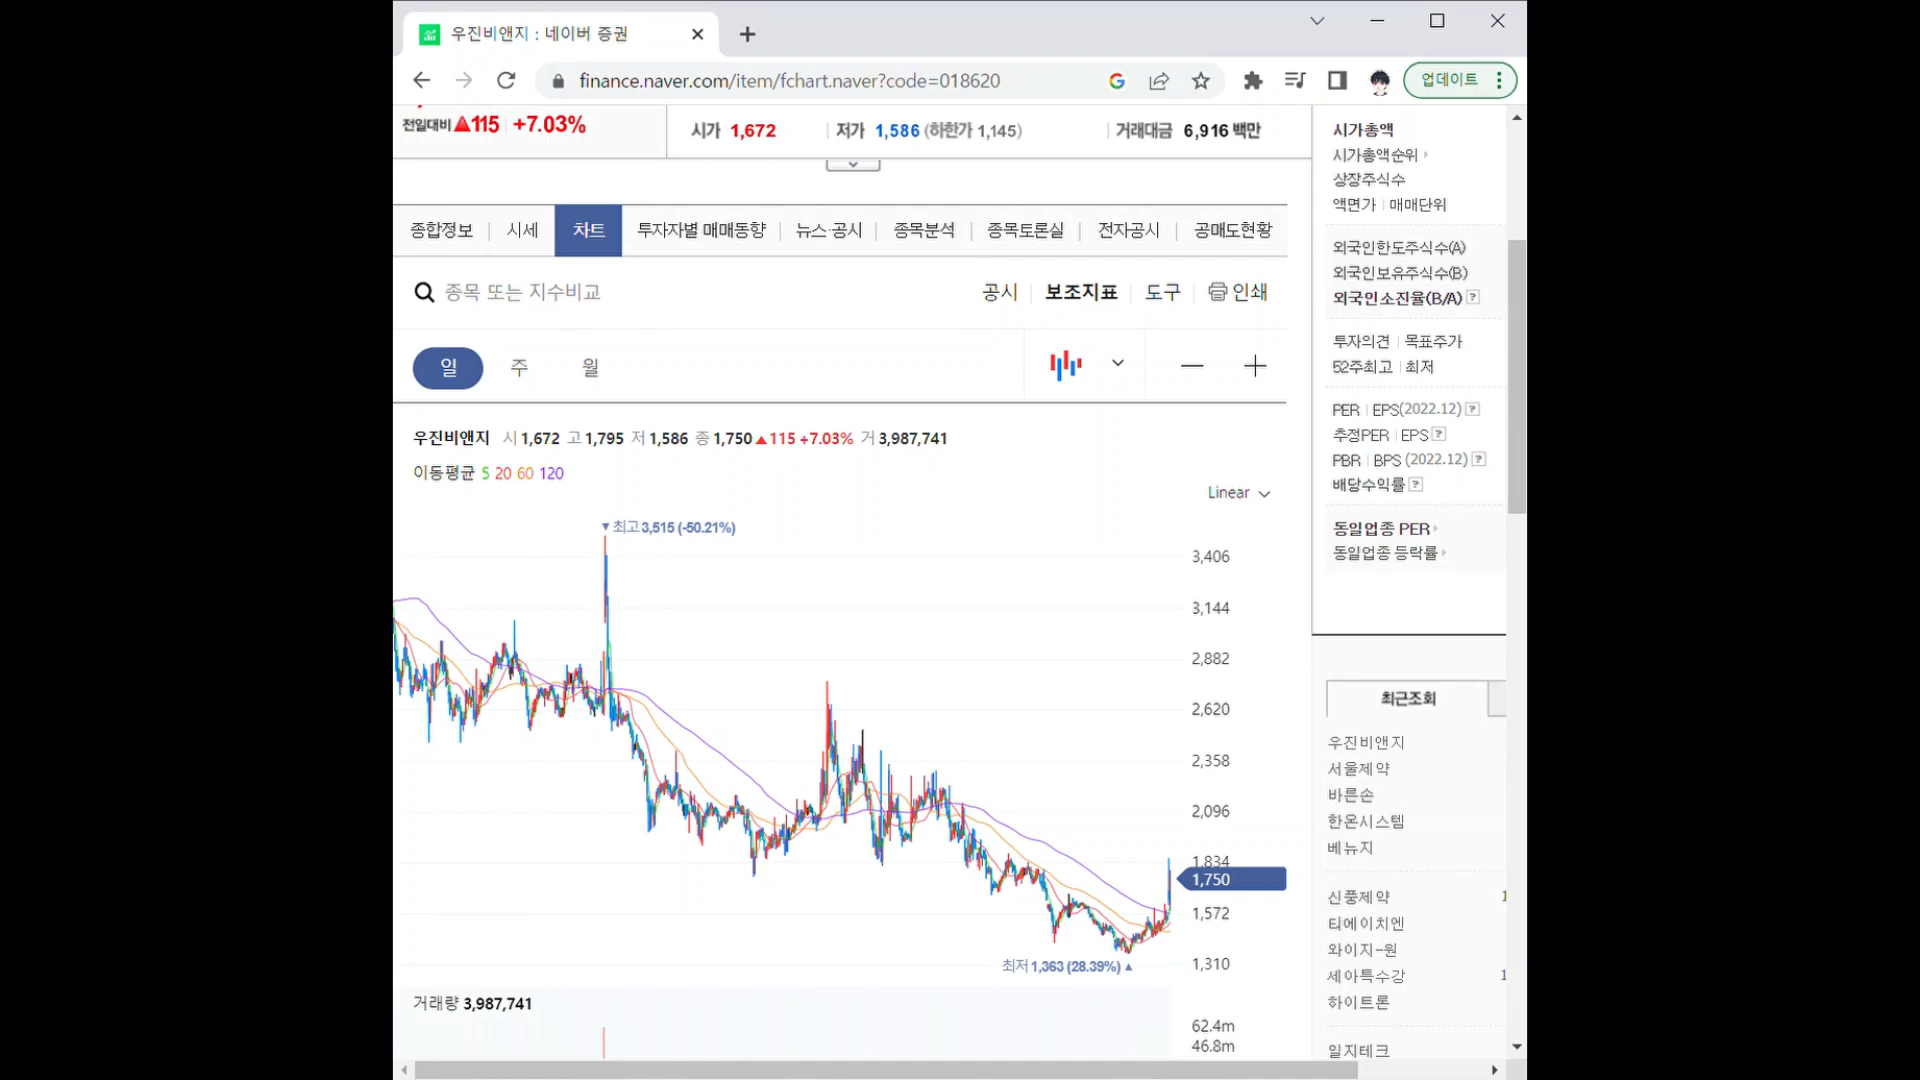 우진비앤지 : 네이버 증권
finance.naver.com/item/fchart.naver?code=018620
업데이트
전일대비 ▲115 +7.03%
시가 1,672 저가 1,586 (하한가 1,145) 거래대금 6,916 백만
종합정보 시세 차트 투자자별 매매동향 뉴스·공시 종목분석 종목토론실 전자공시 공매도현황
종목 또는 지수비교 공시 보조지표 도구 인쇄
일 주 월
우진비앤지 시 1,672 고 1,795 저 1,586 종 1,750 ▲115 +7.03% 거 3,987,741
이동평균 5 20 60 120
Linear
▼최고 3,515 (-50.21%)
3,406
3,144
2,882
2,620
2,358
2,096
1,834
1,750
1,572
최저 1,363 (28.39%) ▲
1,310
거래량 3,987,741
62.4m
46.8m
시가총액
시가총액순위
상장주식수
액면가 매매단위
외국인한도주식수(A)
외국인보유주식수(B)
외국인소진율(B/A) ?
투자의견 목표주가
52주최고 최저
PER EPS(2022.12) ?
추정PER EPS ?
PBR BPS (2022.12) ?
배당수익률 ?
동일업종 PER
동일업종 등락률
최근조회
우진비앤지
서울제약
바른손
한온시스템
베뉴지
신풍제약 1
티에이치엔
와이지-원
세아특수강 1
하이트론
일지테크